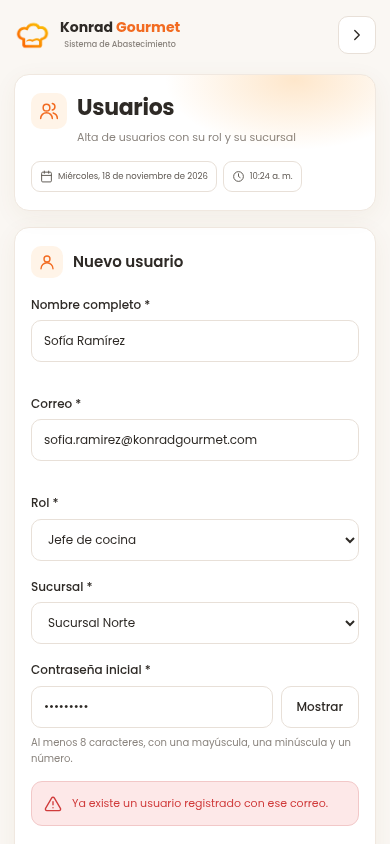 Konrad Gourmet
Sistema de Abastecimiento
Usuarios
Alta de usuarios con su rol y su sucursal
Miércoles, 18 de noviembre de 2026
10:24 a. m.
Nuevo usuario
Nombre completo *
Sofía Ramírez
Correo *
sofia.ramirez@konradgourmet.com
Rol *
Jefe de cocina
Sucursal *
Sucursal Norte
Contraseña inicial *
•••••••••
Mostrar
Al menos 8 caracteres, con una mayúscula, una minúscula y un
número.
Ya existe un usuario registrado con ese correo.